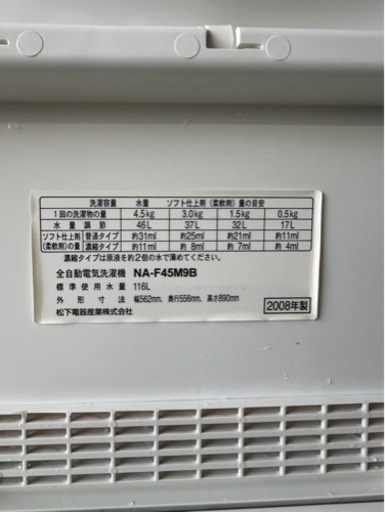 洗濯容量 水量 ソフト仕上剤(柔軟剤)量の目安
1回の洗濯物の量 4.5kg 3.0kg 1.5kg 0.5kg
水量調節 46L 37L 32L 17L
ソフト仕上剤(柔軟剤)の量 普通タイプ 約31ml 約25ml 約21ml 約11ml
濃縮タイプ 約11ml 約 8ml 約 7ml 約 4ml
濃縮タイプは原液を約2倍の水で薄めてください。
全自動電気洗濯機 NA-F45M9B
標準使用水量 116L
外形寸法 幅562mm、奥行556mm、高さ890mm
松下電器産業株式会社
2008年製